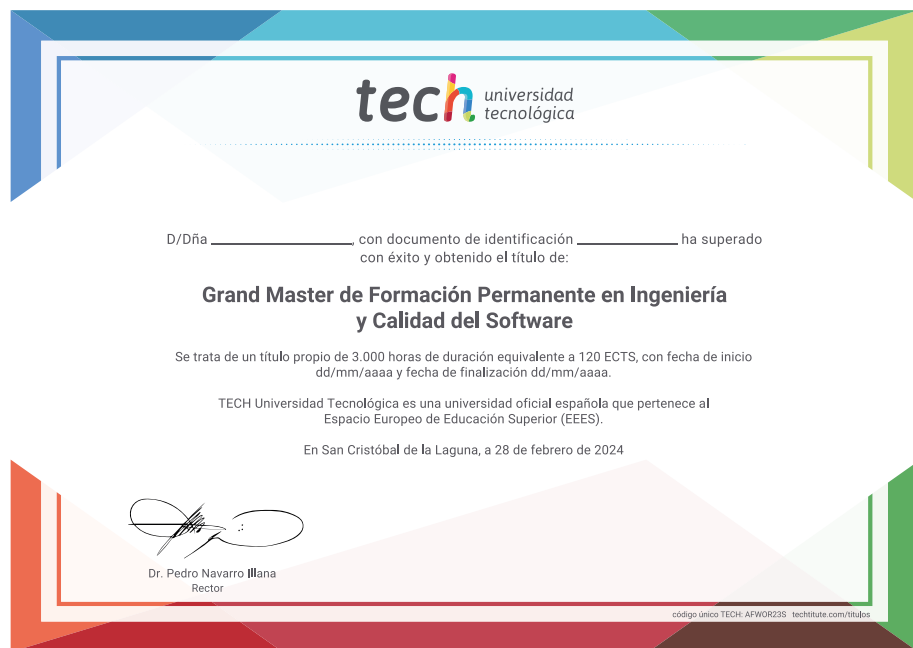 tech universidad
tecnológica
D/Dña ______________, con documento de identificación ____________ ha superado
con éxito y obtenido el título de:
Grand Master de Formación Permanente en Ingeniería
y Calidad del Software
Se trata de un título propio de 3.000 horas de duración equivalente a 120 ECTS, con fecha de inicio
dd/mm/aaaa y fecha de finalización dd/mm/aaaa.
TECH Universidad Tecnológica es una universidad oficial española que pertenece al
Espacio Europeo de Educación Superior (EEES).
En San Cristóbal de la Laguna, a 28 de febrero de 2024
Dr. Pedro Navarro Illana
Rector
código único TECH: AFWOR23S techtitute.com/titulos